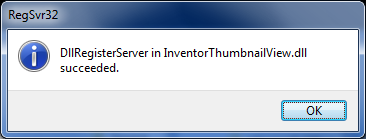 RegSvr32
DllRegisterServer in InventorThumbnailView.dll
succeeded.
OK